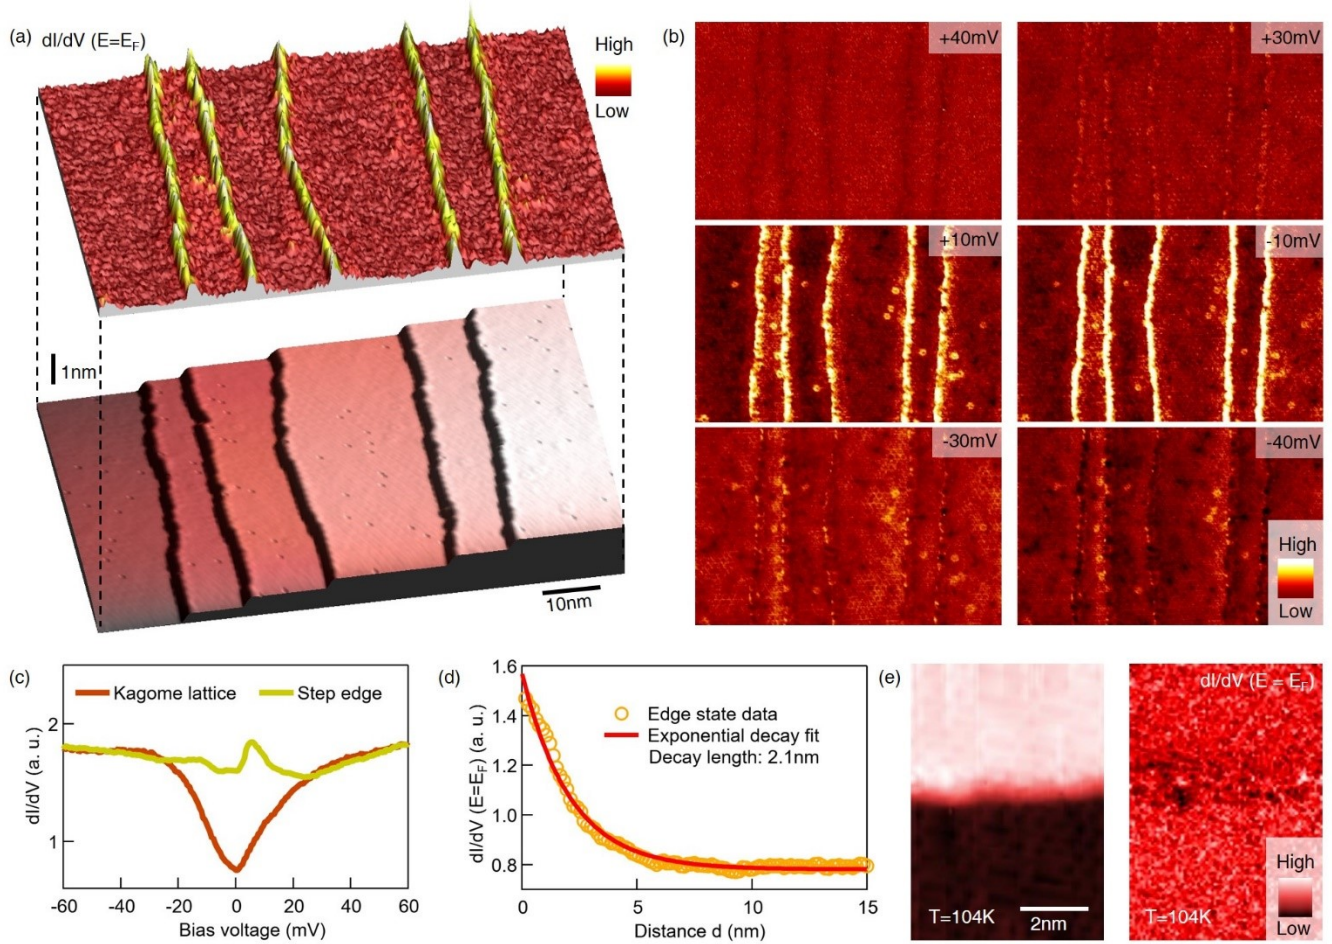 (a) dI/dV (E=E_F)
High
Low
1nm
10nm
(b)
+40mV
+30mV
+10mV
-10mV
-30mV
-40mV
High
Low
(c)
Kagome lattice
Step edge
2
1
dI/dV (a. u.)
-60 -40 -20 0 20 40 60
Bias voltage (mV)
(d)
1.6
1.4
1.2
1.0
0.8
dI/dV (E=E_F) (a. u.)
Edge state data
Exponential decay fit
Decay length: 2.1nm
0 5 10 15
Distance d (nm)
(e)
T=104K
2nm
dI/dV (E = E_F)
T=104K
High
Low